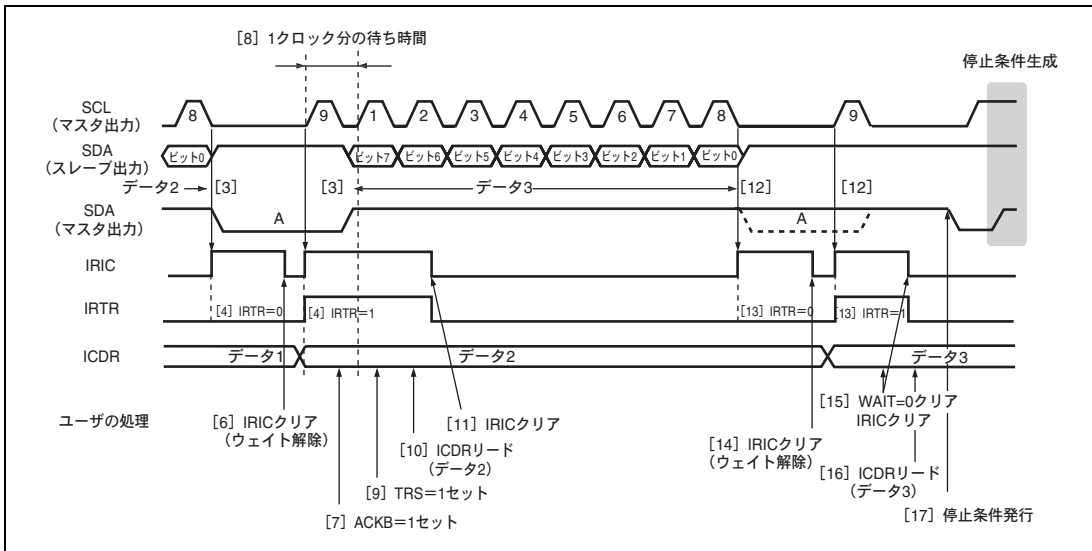 [8] 1クロック分の待ち時間
停止条件生成
SCL
(マスタ出力)
8 9 1 2 3 4 5 6 7 8 9
SDA
(スレーブ出力)
ビット0 ビット7 ビット6 ビット5 ビット4 ビット3 ビット2 ビット1 ビット0
データ2 [3] [3] データ3 [12] [12]
SDA
(マスタ出力)
A A
IRIC
IRTR
[4] IRTR=0 [4] IRTR=1 [13] IRTR=0 [13] IRTR=1
ICDR
データ1 データ2 データ3
ユーザの処理
[6] IRICクリア
(ウェイト解除)
[11] IRICクリア
[10] ICDRリード
(データ2)
[9] TRS=1セット
[7] ACKB=1セット
[14] IRICクリア
(ウェイト解除)
[15] WAIT=0クリア
IRICクリア
[16] ICDRリード
(データ3)
[17] 停止条件発行